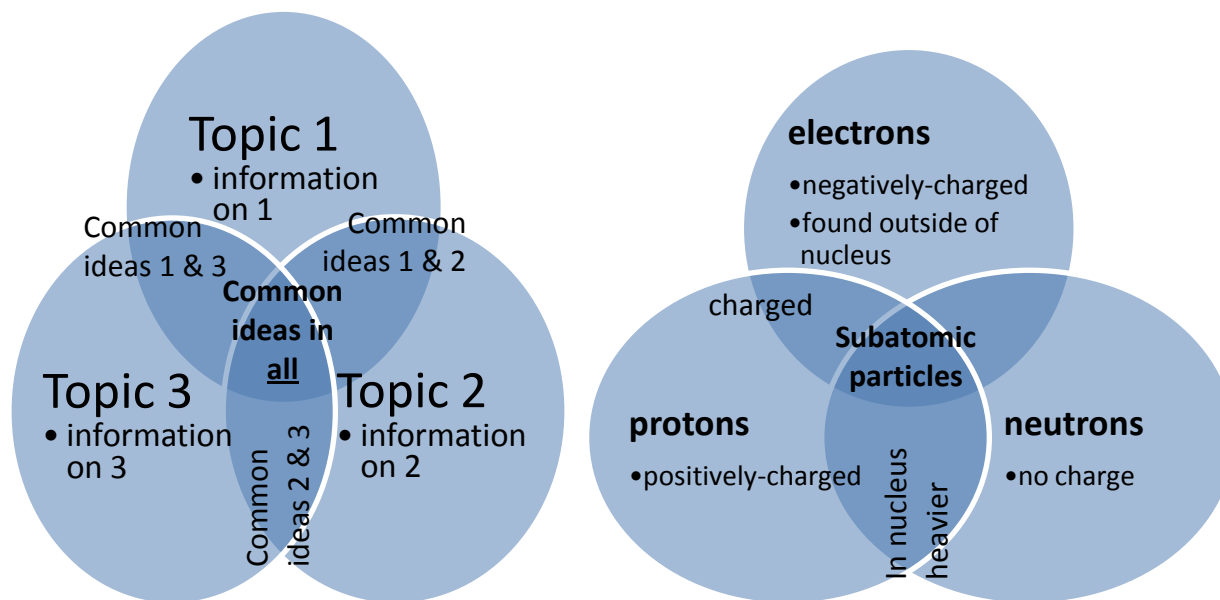 Topic 1
• information
on 1
Common
ideas 1 & 3
Common
ideas 1 & 2
Common
ideas in
all
Topic 3
• information
on 3
Topic 2
• information
on 2
Common
ideas 2 & 3
electrons
•negatively-charged
•found outside of
nucleus
charged
Subatomic
particles
protons
•positively-charged
neutrons
•no charge
In nucleus
heavier